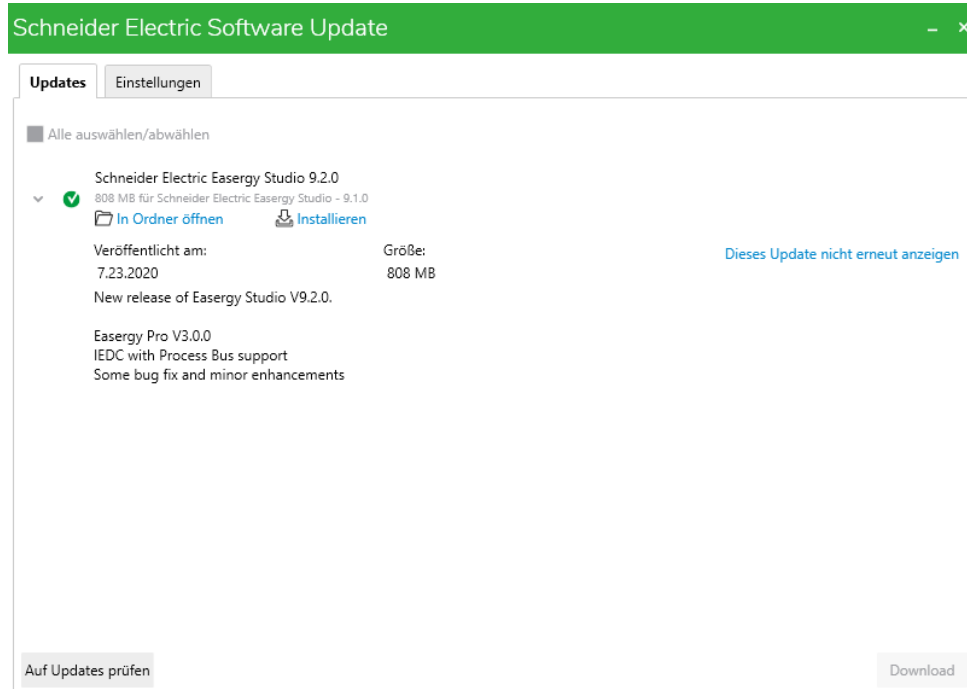 Schneider Electric Software Update
Updates Einstellungen
Alle auswählen/abwählen
Schneider Electric Easergy Studio 9.2.0
808 MB für Schneider Electric Easergy Studio - 9.1.0
In Ordner öffnen Installieren
Veröffentlicht am: Größe:
Dieses Update nicht erneut anzeigen
7.23.2020 808 MB
New release of Easergy Studio V9.2.0.
Easergy Pro V3.0.0
IEDC with Process Bus support
Some bug fix and minor enhancements
Auf Updates prüfen Download